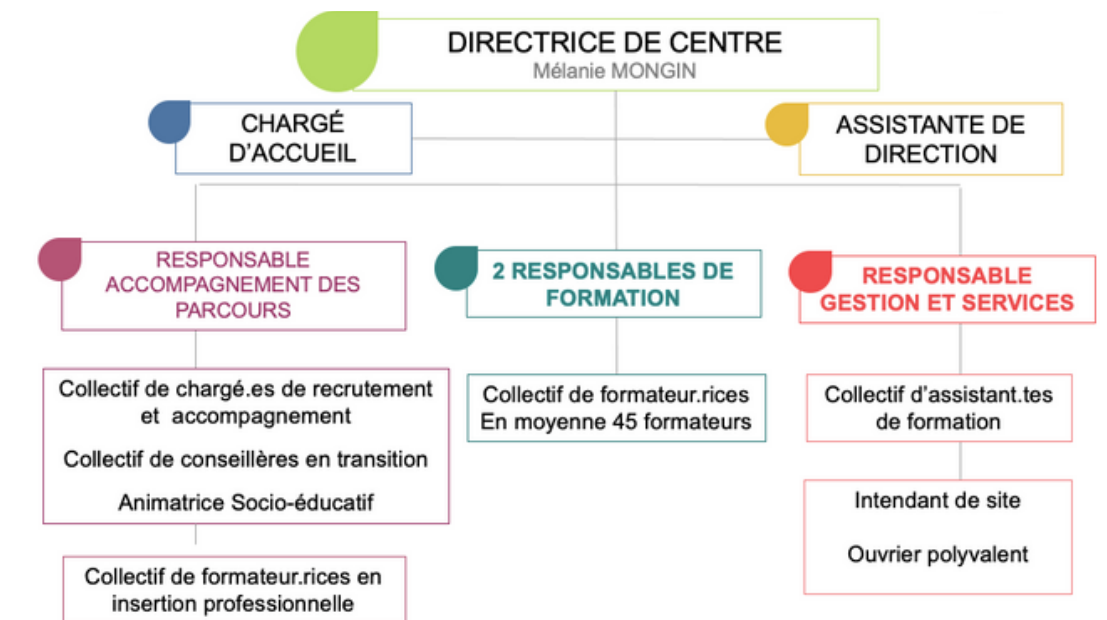 DIRECTRICE DE CENTRE
Mélanie MONGIN
CHARGÉ
D’ACCUEIL
ASSISTANTE DE
DIRECTION
RESPONSABLE
ACCOMPAGNEMENT DES
PARCOURS
2 RESPONSABLES DE
FORMATION
RESPONSABLE
GESTION ET SERVICES
Collectif de chargé.es de recrutement
et accompagnement
Collectif de conseillères en transition
Animatrice Socio-éducatif
Collectif de formateur.rices
En moyenne 45 formateurs
Collectif d’assistant.tes
de formation
Intendant de site
Ouvrier polyvalent
Collectif de formateur.rices en
insertion professionnelle